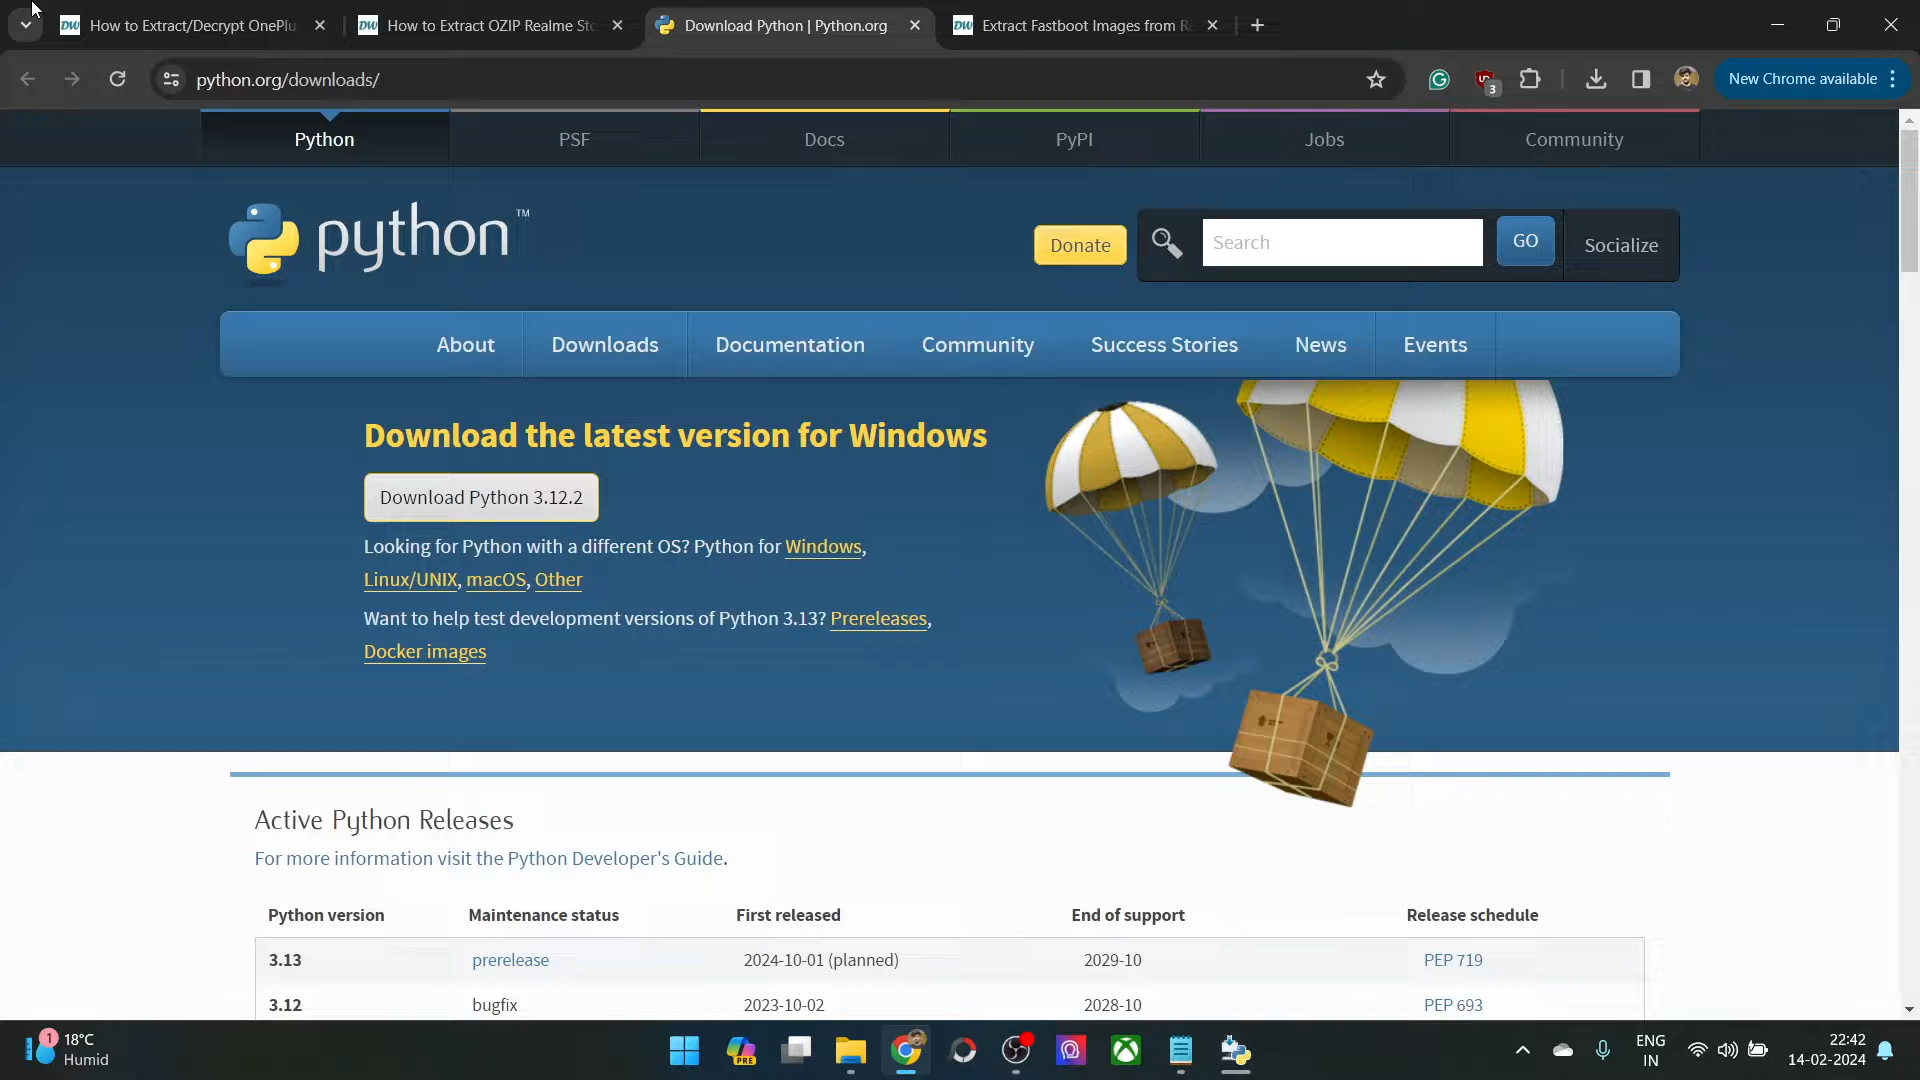 How to Extract/Decrypt OnePlu
How to Extract OZIP Realme Sto
Download Python | Python.org
Extract Fastboot Images from R
python.org/downloads/
3
New Chrome available
Python
PSF
Docs
PyPI
Jobs
Community
python™
Donate
Search
GO
Socialize
About
Downloads
Documentation
Community
Success Stories
News
Events
Download the latest version for Windows
Download Python 3.12.2
Looking for Python with a different OS? Python for Windows,
Linux/UNIX, macOS, Other
Want to help test development versions of Python 3.13? Prereleases,
Docker images
Active Python Releases
For more information visit the Python Developer's Guide.
Python version Maintenance status First released End of support Release schedule
3.13 prerelease 2024-10-01 (planned) 2029-10 PEP 719
3.12 bugfix 2023-10-02 2028-10 PEP 693
1
18°C
Humid
PRE
ENG
IN
22:42
14-02-2024